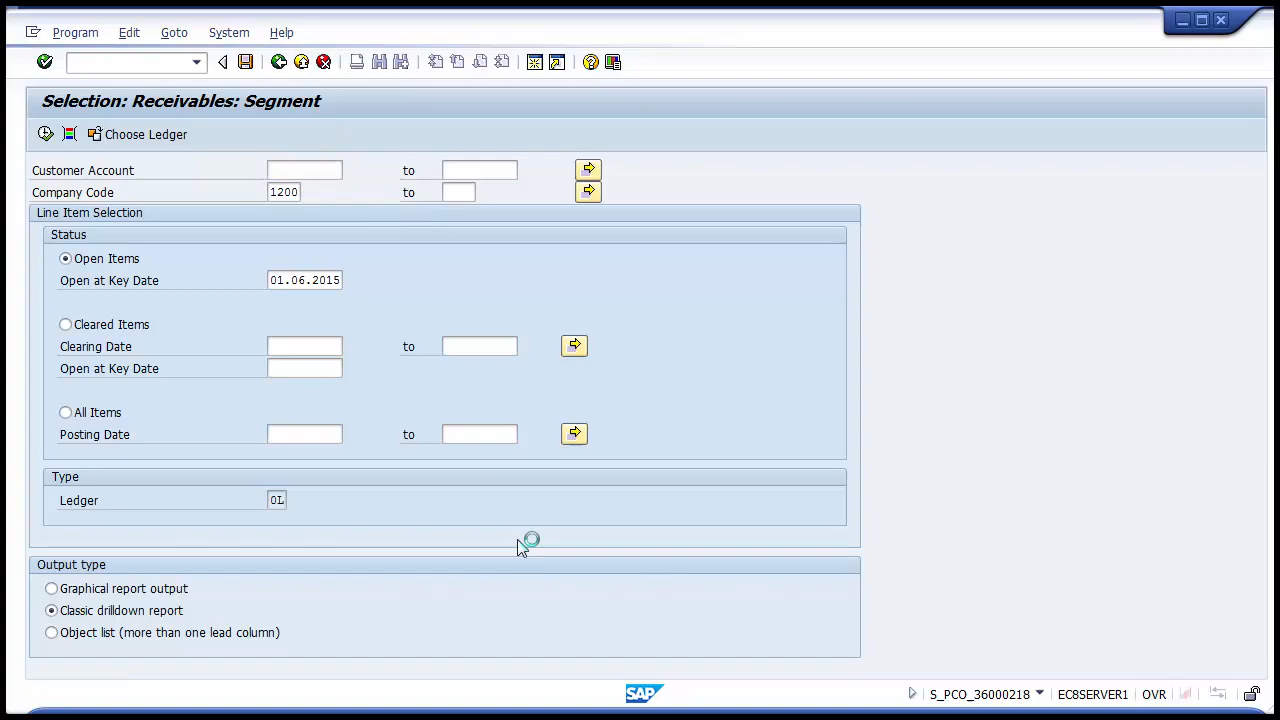 Program Edit Goto System Help
Selection: Receivables: Segment
Choose Ledger
Customer Account to
Company Code 1200 to
Line Item Selection
Status
Open Items
Open at Key Date 01.06.2015
Cleared Items
Clearing Date to
Open at Key Date
All Items
Posting Date to
Type
Ledger 0L
Output type
Graphical report output
Classic drilldown report
Object list (more than one lead column)
SAP S_PCO_36000218 EC8SERVER1 OVR